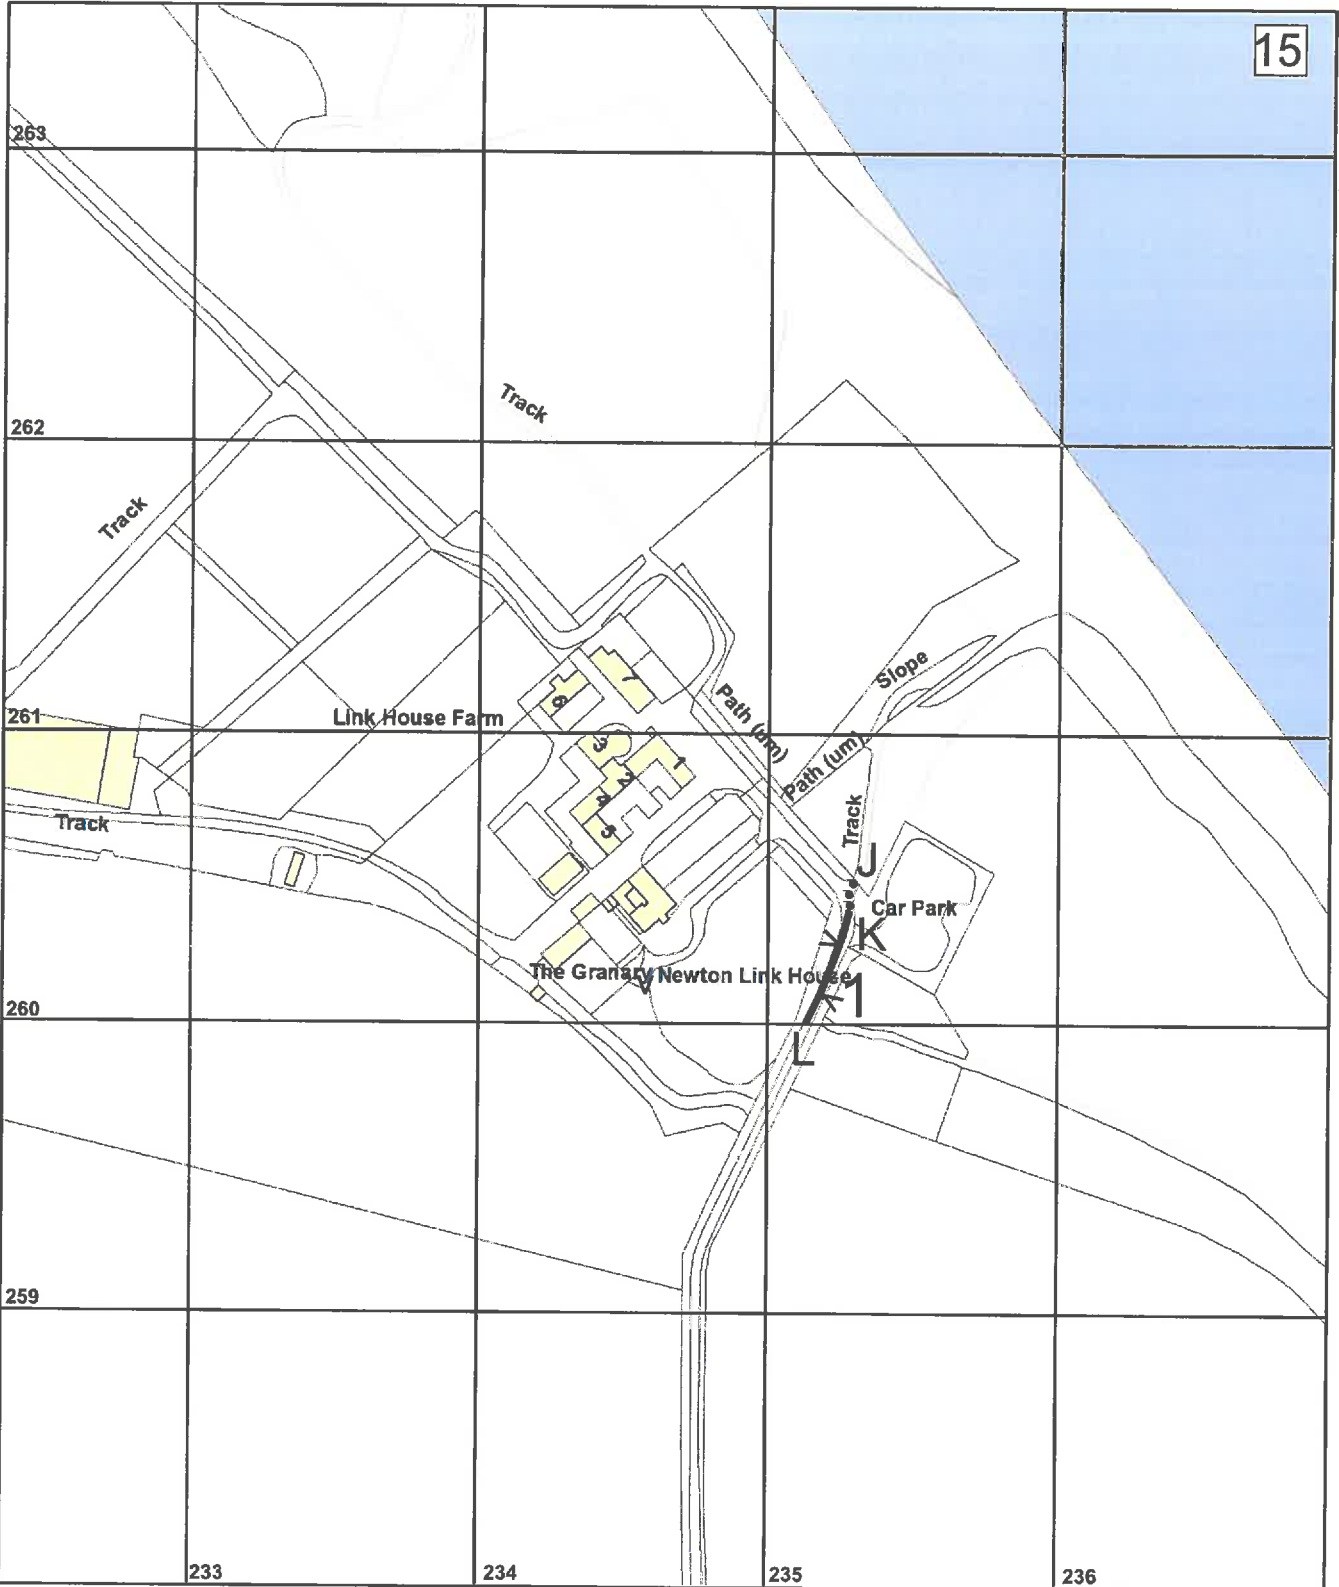 15
263
Track
262
Track
7
Slope
6
Path (um)
261
Link House Farm
3
1
Path (um)
2
4
Track
Track
5
J
Car Park
K
The Granary
Newton Link House
1
260
L
259
233
234
235
236